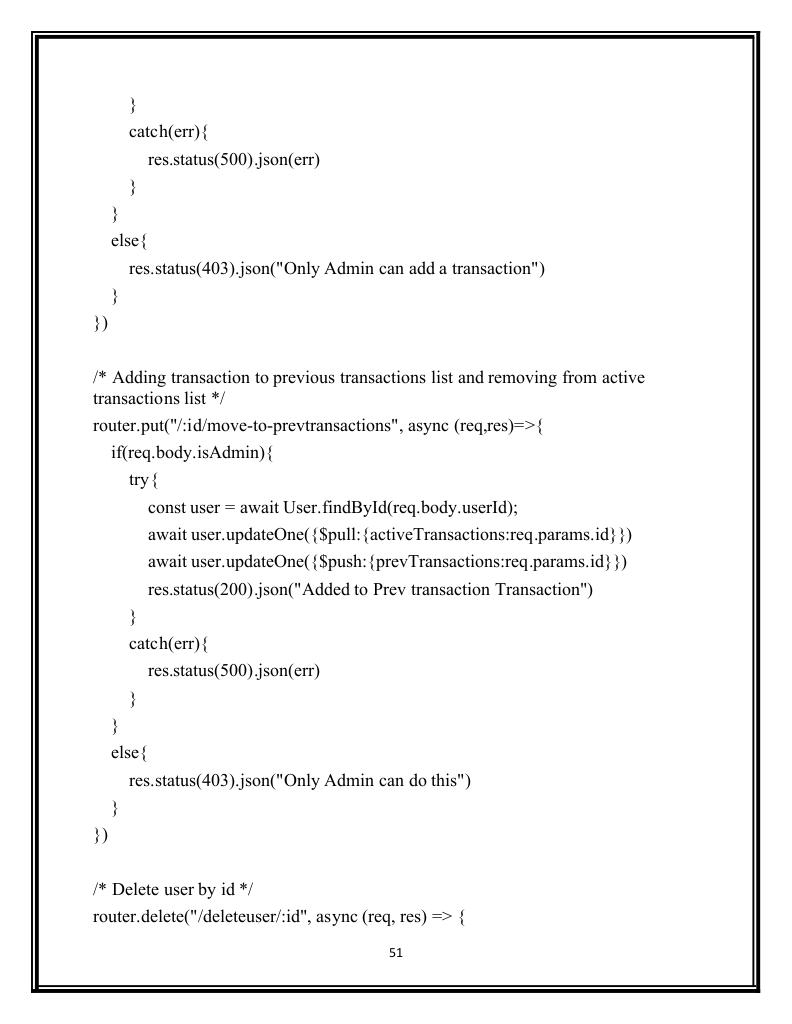 }
catch(err){
res.status(500).json(err)
}
}
else{
res.status(403).json("Only Admin can add a transaction")
}
})
/* Adding transaction to previous transactions list and removing from active
transactions list */
router.put("/:id/move-to-prevtransactions", async (req,res)=>{
if(req.body.isAdmin){
try{
const user = await User.findById(req.body.userId);
await user.updateOne({$pull:{activeTransactions:req.params.id}})
await user.updateOne({$push:{prevTransactions:req.params.id}})
res.status(200).json("Added to Prev transaction Transaction")
}
catch(err){
res.status(500).json(err)
}
}
else{
res.status(403).json("Only Admin can do this")
}
})
/* Delete user by id */
router.delete("/deleteuser/:id", async (req, res) => {
51